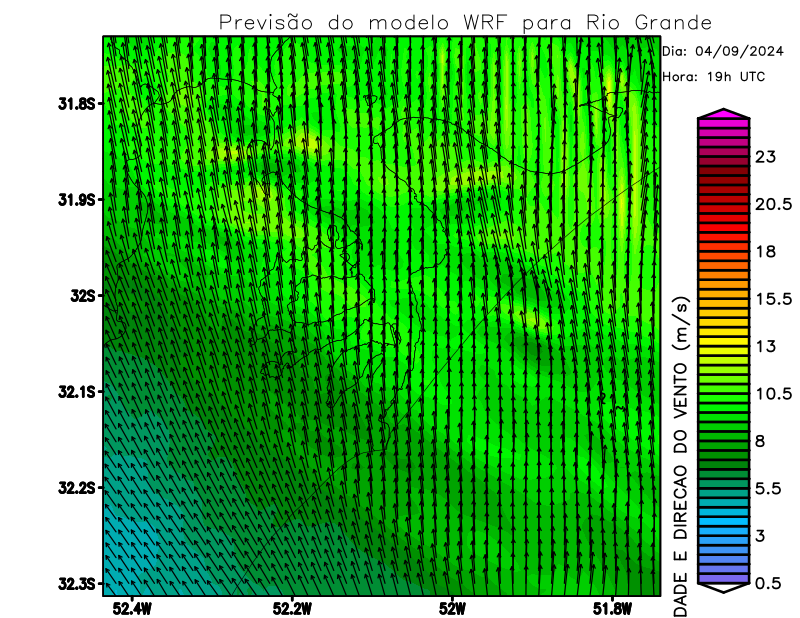 Previsão do modelo WRF para Rio Grande
Dia: 04/09/2024
Hora: 19h UTC
31.8S
31.9S
32S
32.1S
32.2S
32.3S
52.4W
52.2W
52W
51.8W
DADE E DIRECAO DO VENTO (m/s)
23
20.5
18
15.5
13
10.5
8
5.5
3
0.5